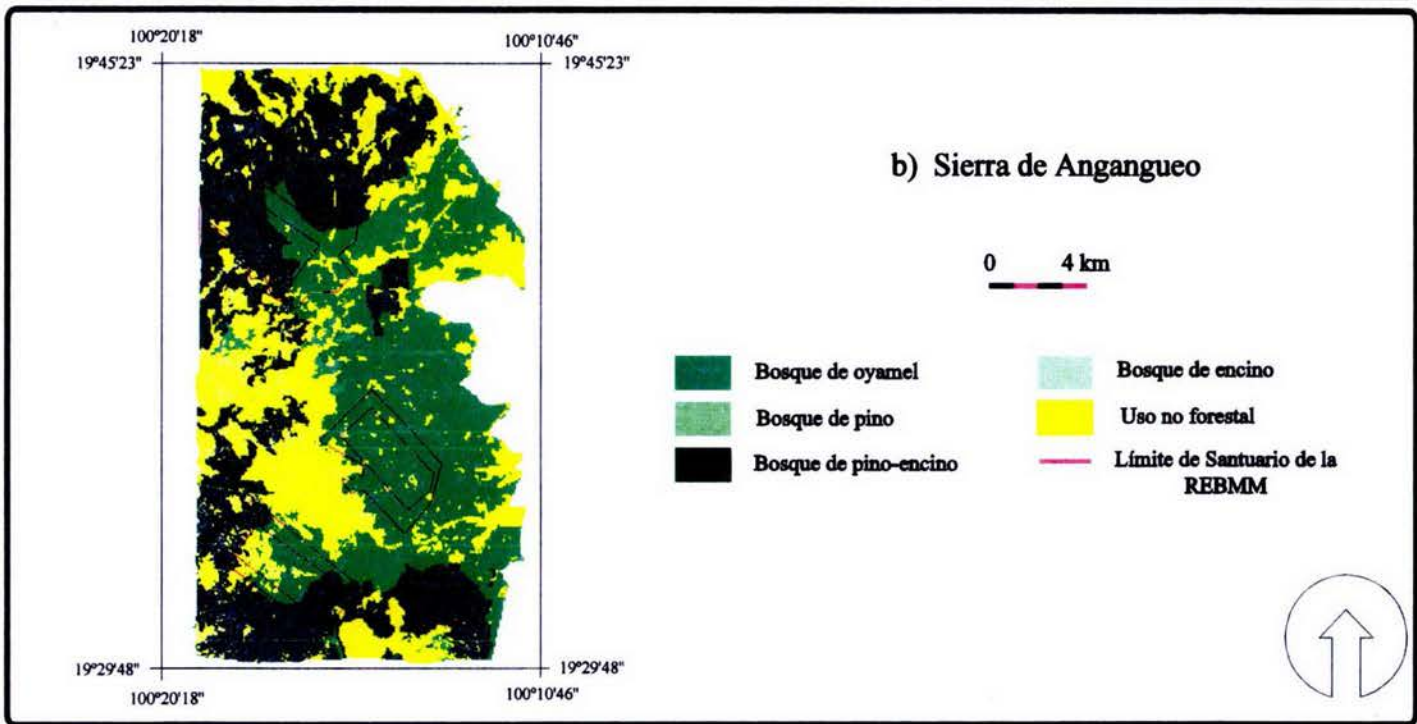 100°20'18"
100°10'46"
19°45'23"
19°45'23"
b) Sierra de Angangueo
0 4 km
Bosque de oyamel
Bosque de encino
Bosque de pino
Uso no forestal
Bosque de pino-encino
Límite de Santuario de la
REBMM
19°29'48"
19°29'48"
100°20'18"
100°10'46"